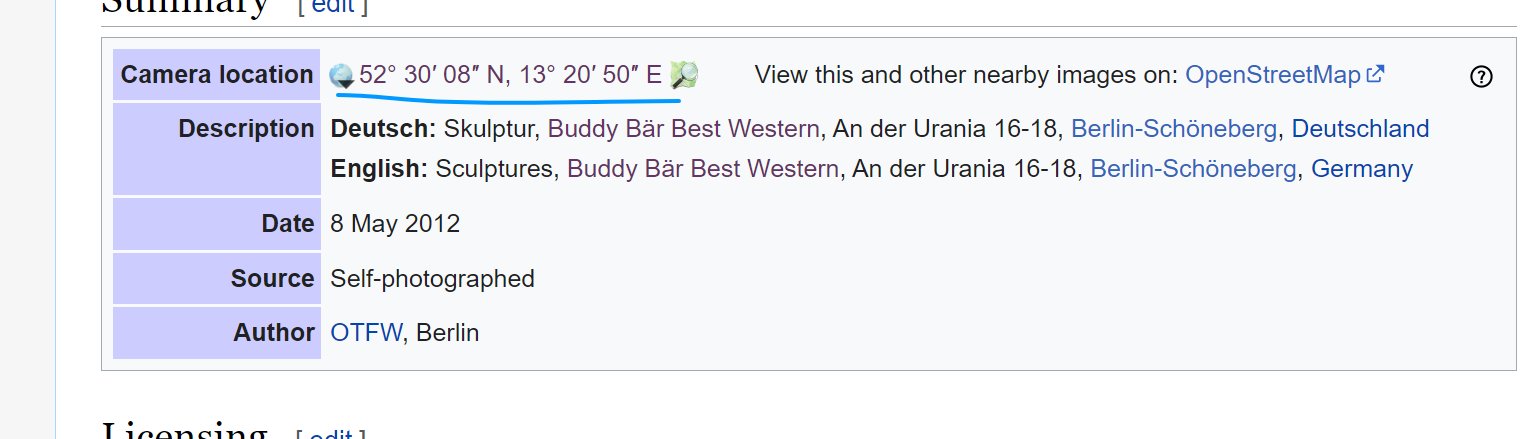 Summary [ edit ]
Camera location 52° 30′ 08″ N, 13° 20′ 50″ E View this and other nearby images on: OpenStreetMap
Description Deutsch: Skulptur, Buddy Bär Best Western, An der Urania 16-18, Berlin-Schöneberg, Deutschland
English: Sculptures, Buddy Bär Best Western, An der Urania 16-18, Berlin-Schöneberg, Germany
Date 8 May 2012
Source Self-photographed
Author OTFW, Berlin
Licensing [ edit ]